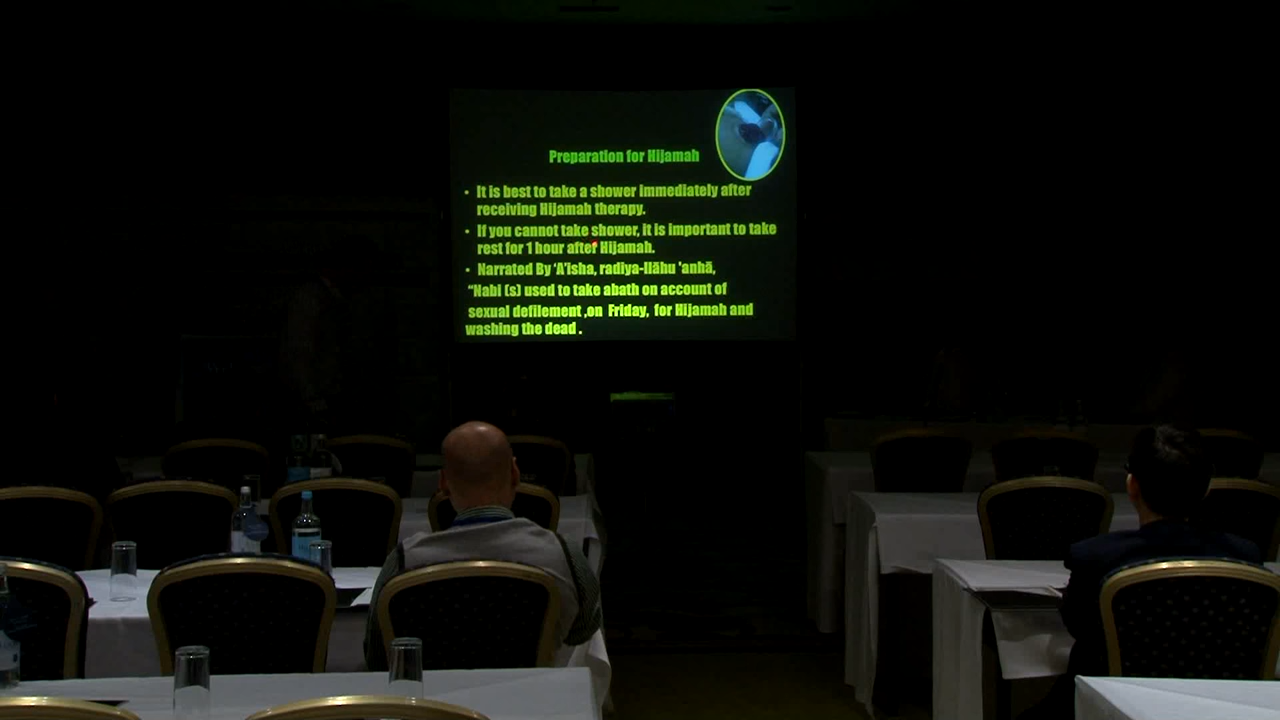 Preparation for Hijamah
• It is best to take a shower immediately after
receiving Hijamah therapy.
• If you cannot take shower, it is important to take
rest for 1 hour after Hijamah.
• Narrated By ‘A'isha, radiya-llāhu 'anhā,
“Nabi (s) used to take abath on account of
sexual defilement ,on Friday, for Hijamah and
washing the dead .